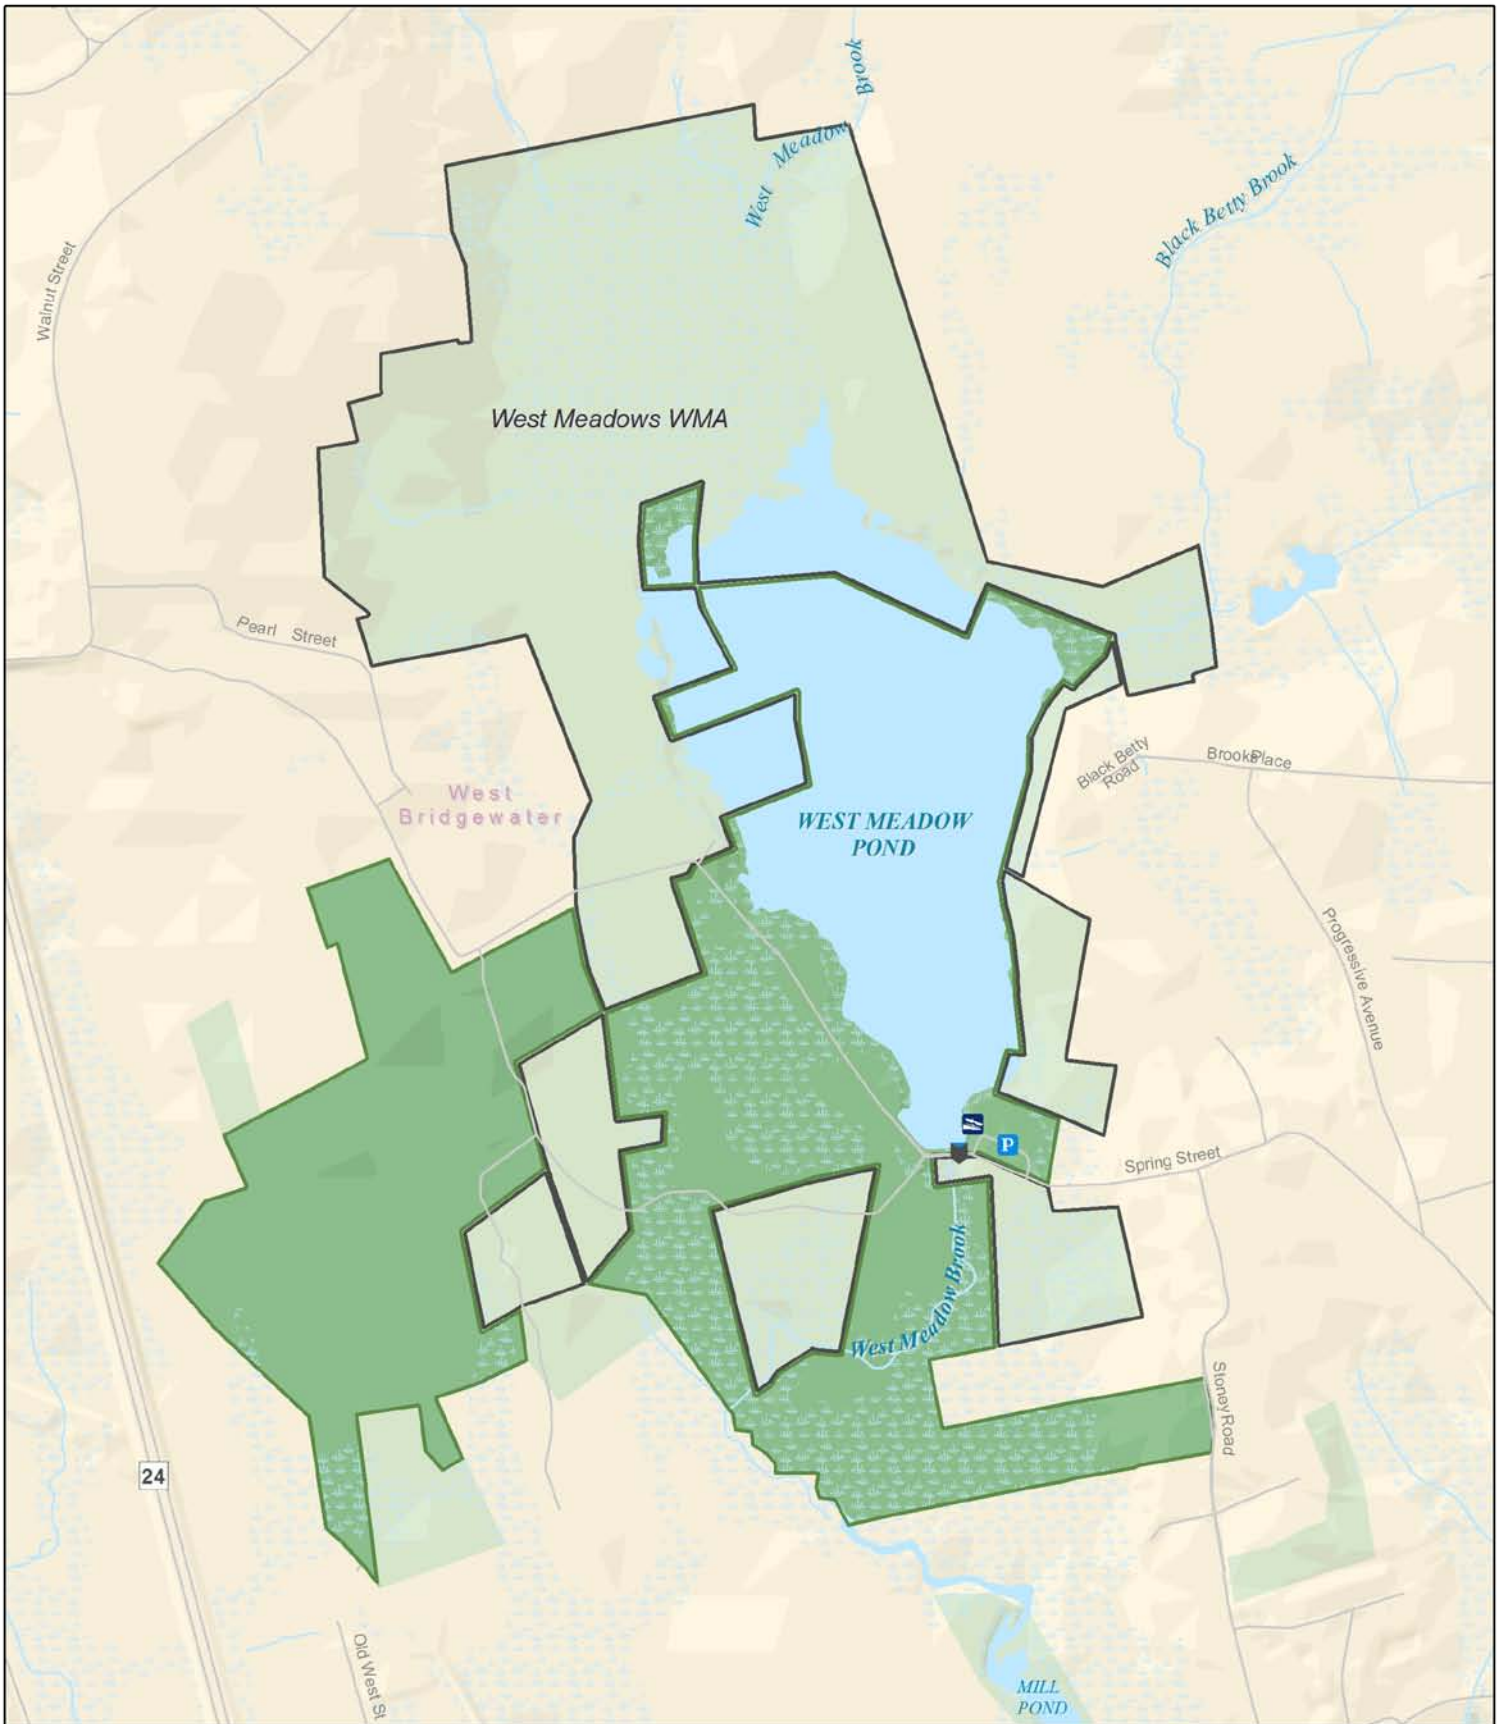 Brook
West Meadow
Black Betty Brook
Walnut Street
West Meadows WMA
Pearl Street
Brooks Place
Black Betty
Road
West
Bridgewater
WEST MEADOW
POND
Progressive Avenue
P
Spring Street
West Meadow Brook
Stoney Road
24
Old West St
MILL
POND